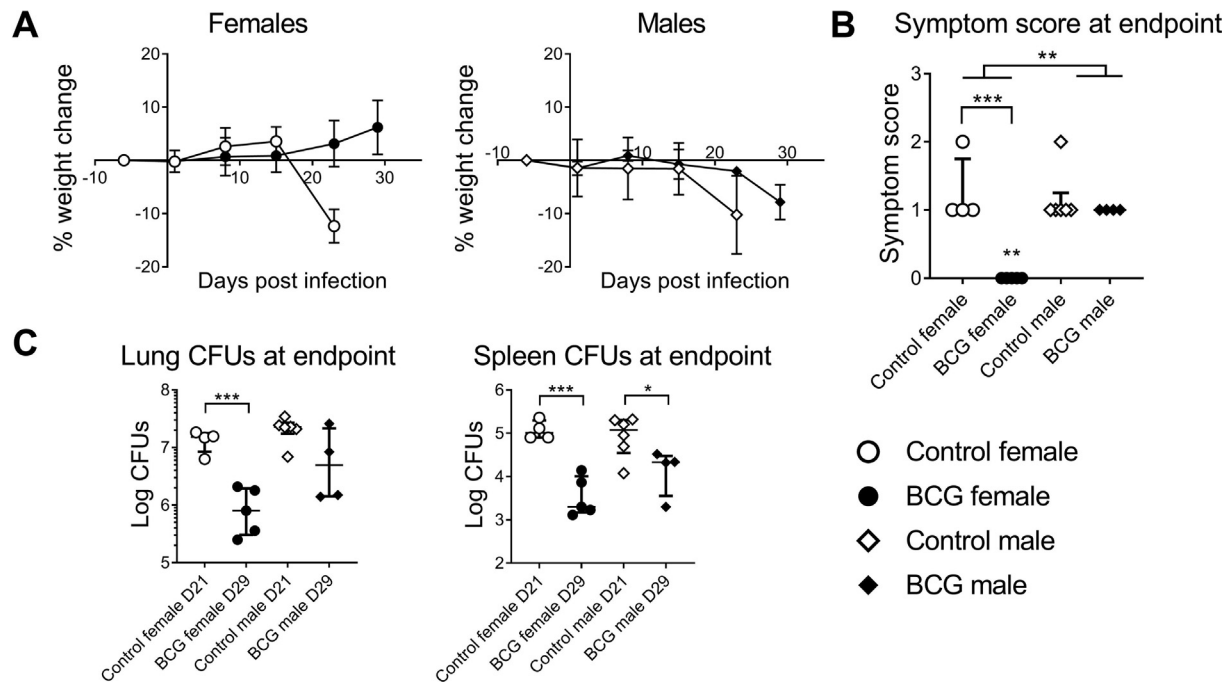 A
Females
% weight change
20
10
-10
-20
-10
10
20
30
Days post infection
Males
% weight change
20
10
-10
-20
-10
10
20
30
Days post infection
B
Symptom score at endpoint
Symptom score
3
2
1
0
**
***
**
Control female
BCG female
Control male
BCG male
C
Lung CFUs at endpoint
Log CFUs
8
7
6
5
***
Control female D21
BCG female D29
Control male D21
BCG male D29
Spleen CFUs at endpoint
Log CFUs
6
5
4
3
2
***
*
Control female D21
BCG female D29
Control male D21
BCG male D29
Control female
BCG female
Control male
BCG male